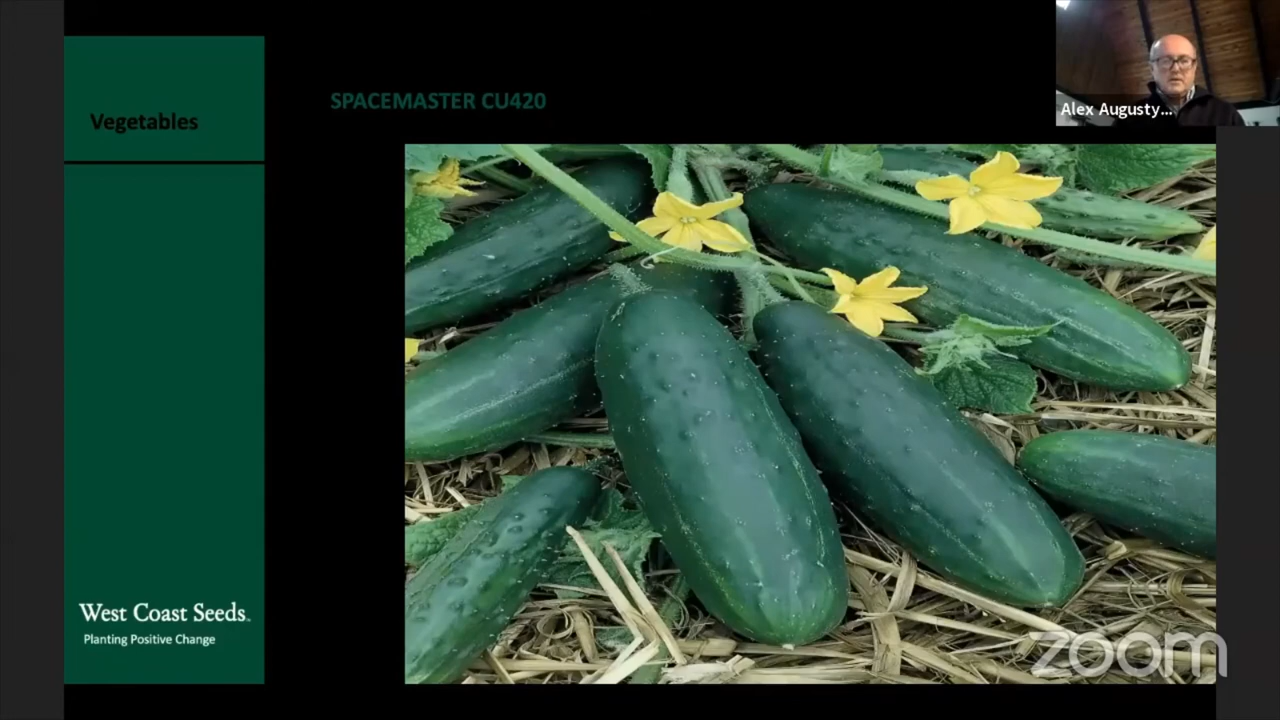 Vegetables
SPACEMASTER CU420
Alex Augusty...
West Coast Seeds
Planting Positive Change
zoom